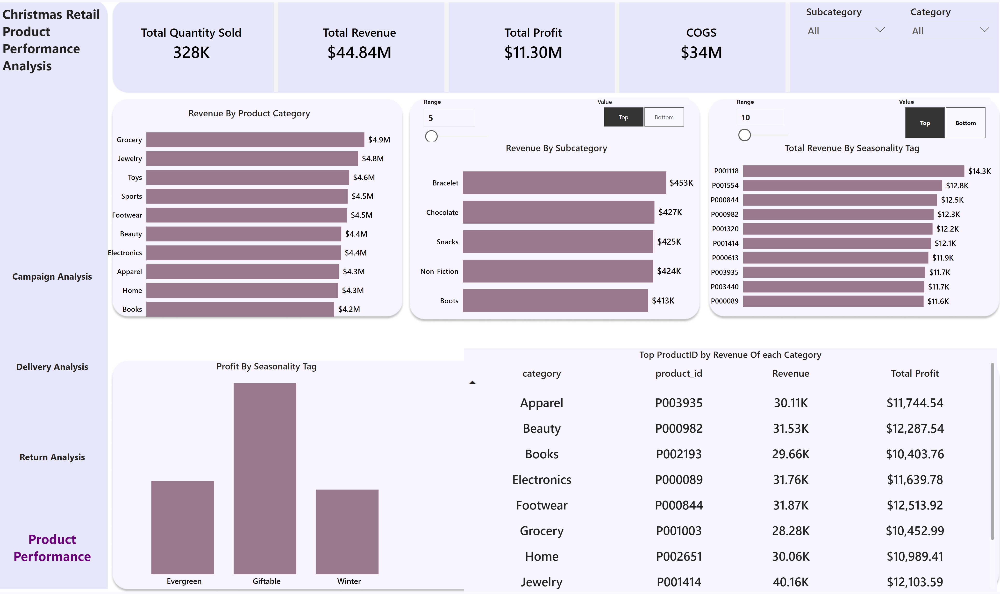 Christmas Retail
Product
Performance
Analysis
Total Quantity Sold
328K
Total Revenue
$44.84M
Total Profit
$11.30M
COGS
$34M
Subcategory
All
Category
All
Revenue By Product Category
Grocery $4.9M
Jewelry $4.8M
Toys $4.6M
Sports $4.5M
Footwear $4.5M
Beauty $4.4M
Electronics $4.4M
Apparel $4.3M
Home $4.3M
Books $4.2M
Range
5
Value
Top Bottom
Revenue By Subcategory
Bracelet $453K
Chocolate $427K
Snacks $425K
Non-Fiction $424K
Boots $413K
Range
10
Value
Top Bottom
Total Revenue By Seasonality Tag
P001118 $14.3K
P001554 $12.8K
P000844 $12.5K
P000982 $12.3K
P001320 $12.2K
P001414 $12.1K
P000613 $11.9K
P003935 $11.7K
P003440 $11.7K
P000089 $11.6K
Campaign Analysis
Delivery Analysis
Return Analysis
Product
Performance
Profit By Seasonality Tag
Evergreen Giftable Winter
Top ProductID by Revenue Of each Category
category product_id Revenue Total Profit
Apparel P003935 30.11K $11,744.54
Beauty P000982 31.53K $12,287.54
Books P002193 29.66K $10,403.76
Electronics P000089 31.76K $11,639.78
Footwear P000844 31.87K $12,513.92
Grocery P001003 28.28K $10,452.99
Home P002651 30.06K $10,989.41
Jewelry P001414 40.16K $12,103.59